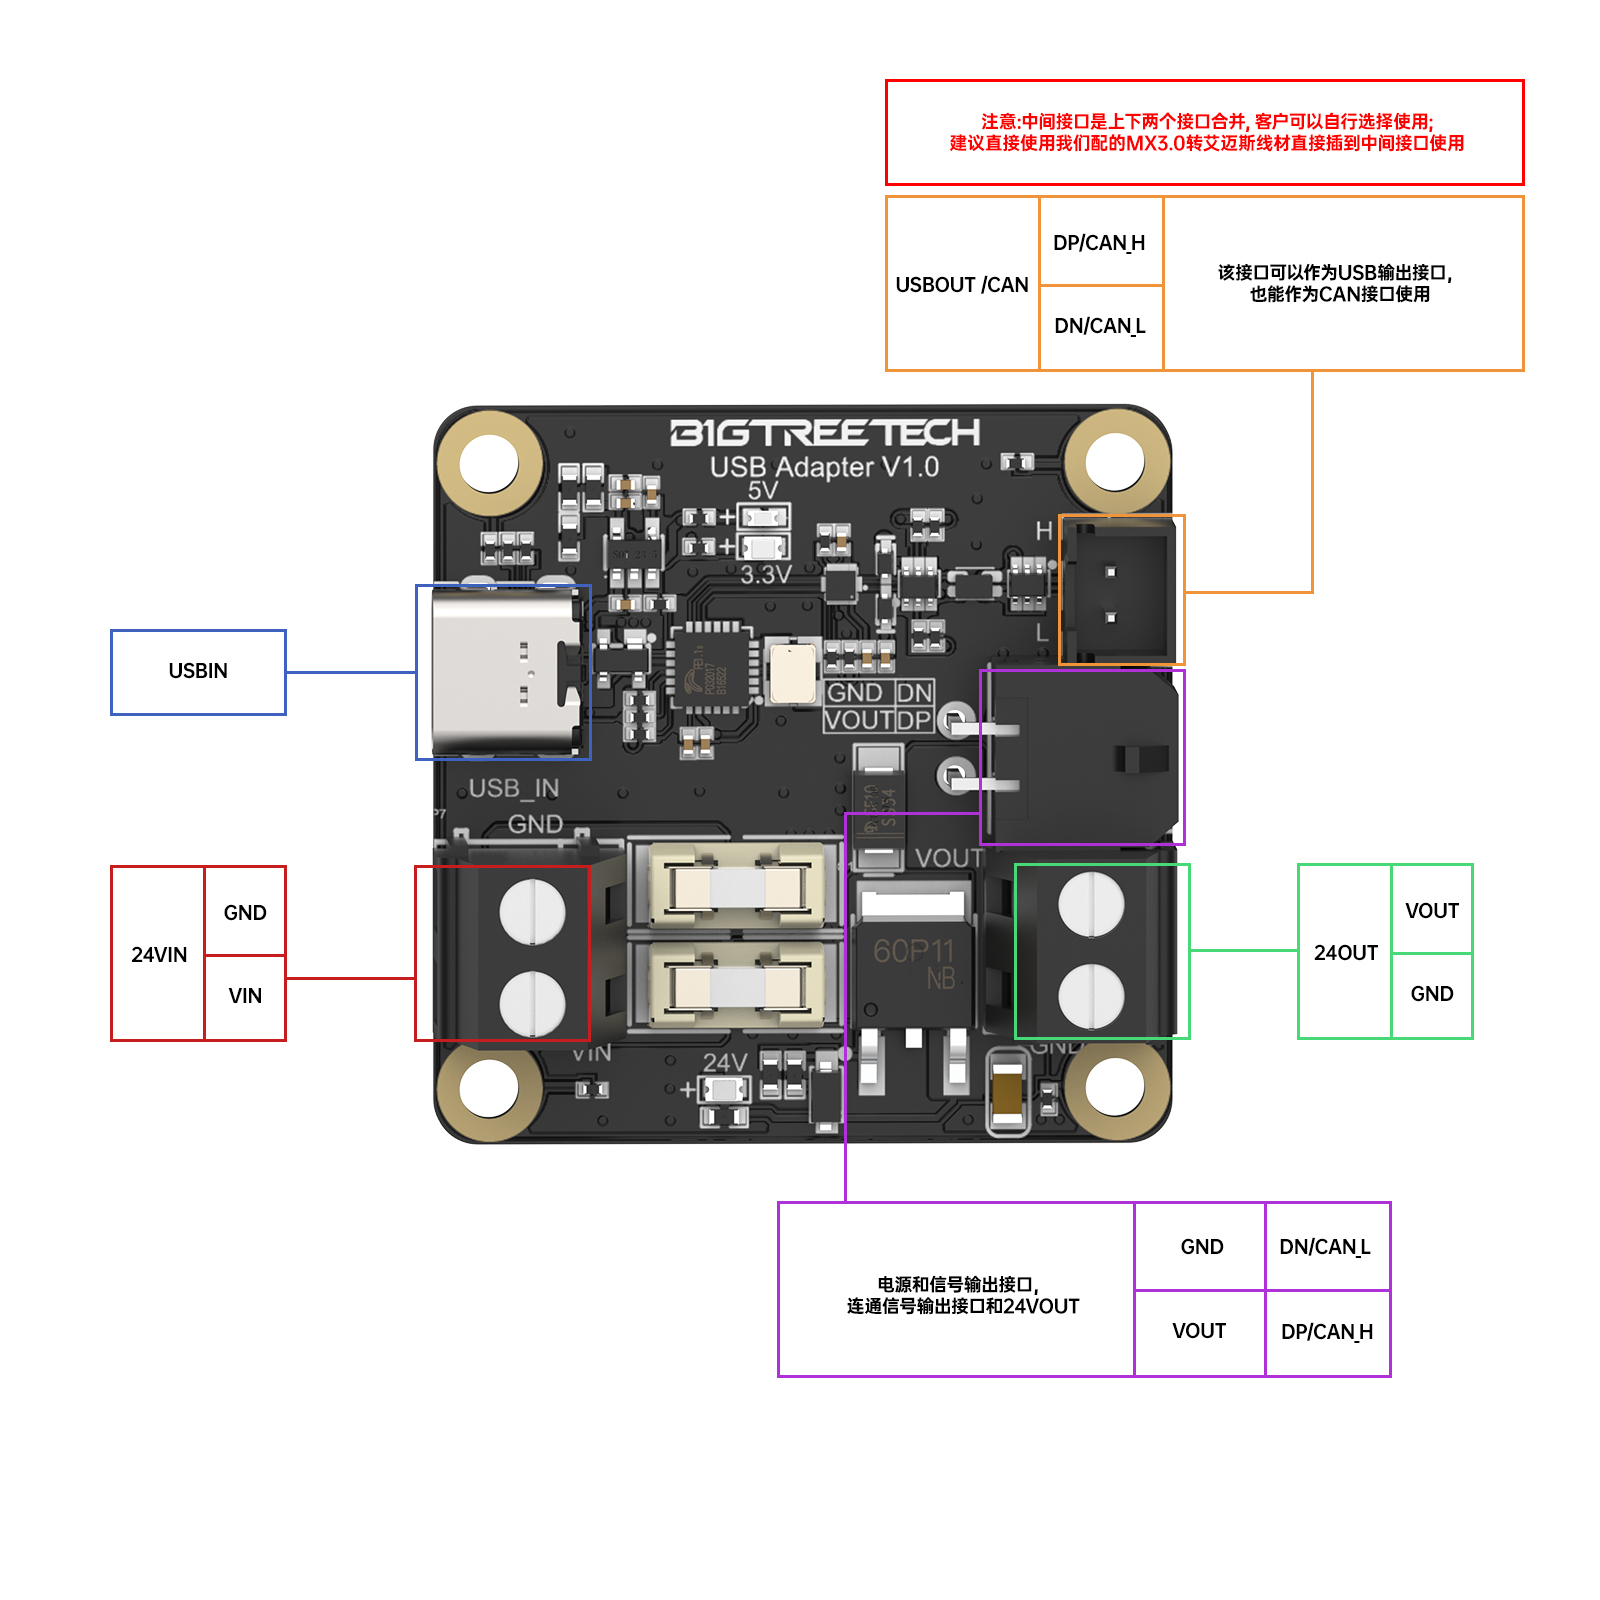 注意:中间接口是上下两个接口合并, 客户可以自行选择使用;
建议直接使用我们配的MX3.0转艾迈斯线材直接插到中间接口使用
USBOUT /CAN
DP/CAN_H
DN/CAN_L
该接口可以作为USB输出接口,
也能作为CAN接口使用
BIGTREETECH
USB Adapter V1.0
5V
3.3V
H
L
USBIN
GND DN
VOUT DP
USB_IN
GND
VOUT
24VIN
GND
VIN
60P11
NB
24OUT
VOUT
GND
VIN
24V
GND
电源和信号输出接口,
连通信号输出接口和24VOUT
GND
DN/CAN_L
VOUT
DP/CAN_H